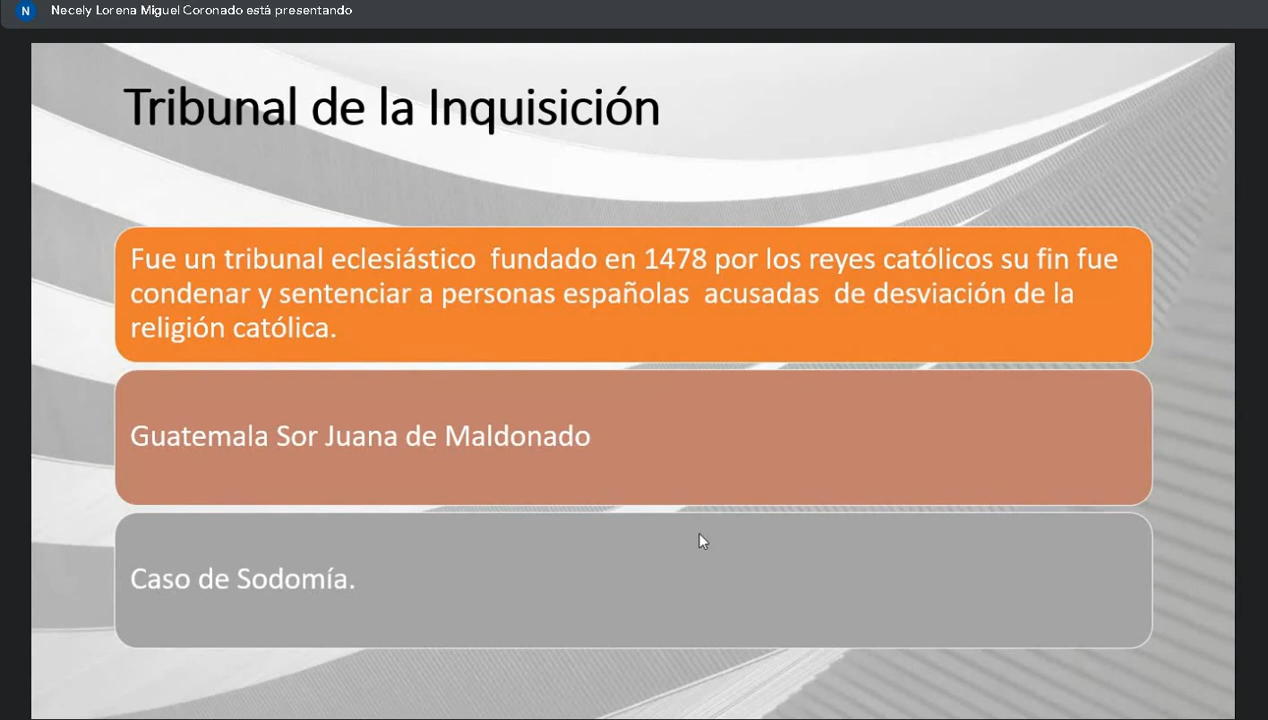 N Necely Lorena Miguel Coronado está presentando
Tribunal de la Inquisición
Fue un tribunal eclesiástico fundado en 1478 por los reyes católicos su fin fue
condenar y sentenciar a personas españolas acusadas de desviación de la
religión católica.
Guatemala Sor Juana de Maldonado
Caso de Sodomía.